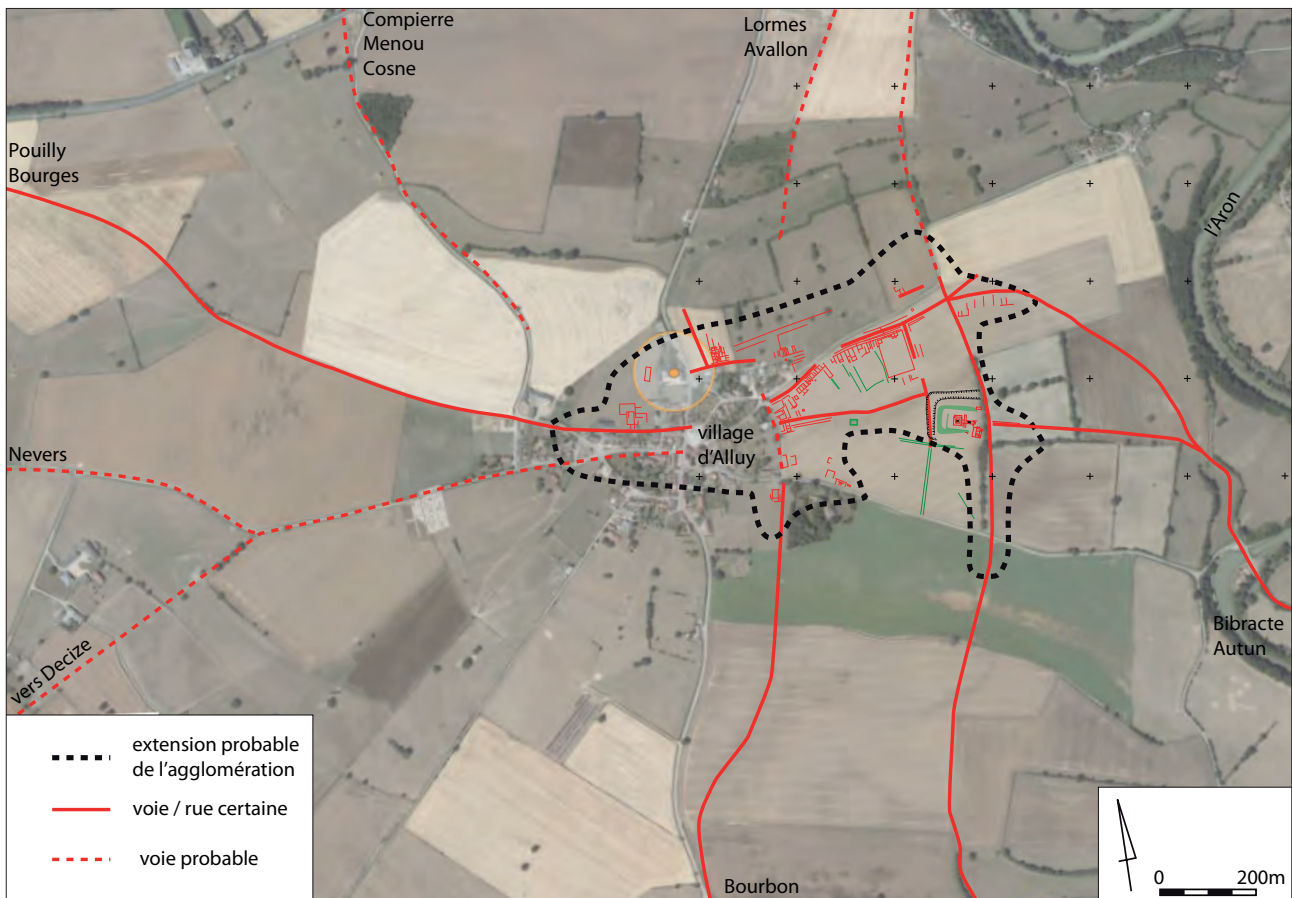 Compierre
Menou
Cosne
Lormes
Avallon
Pouilly
Bourges
l'Aron
Nevers
village
d'Alluy
vers Decize
Bibracte
Autun
Bourbon
extension probable
de l'agglomération
voie / rue certaine
voie probable
0 200m